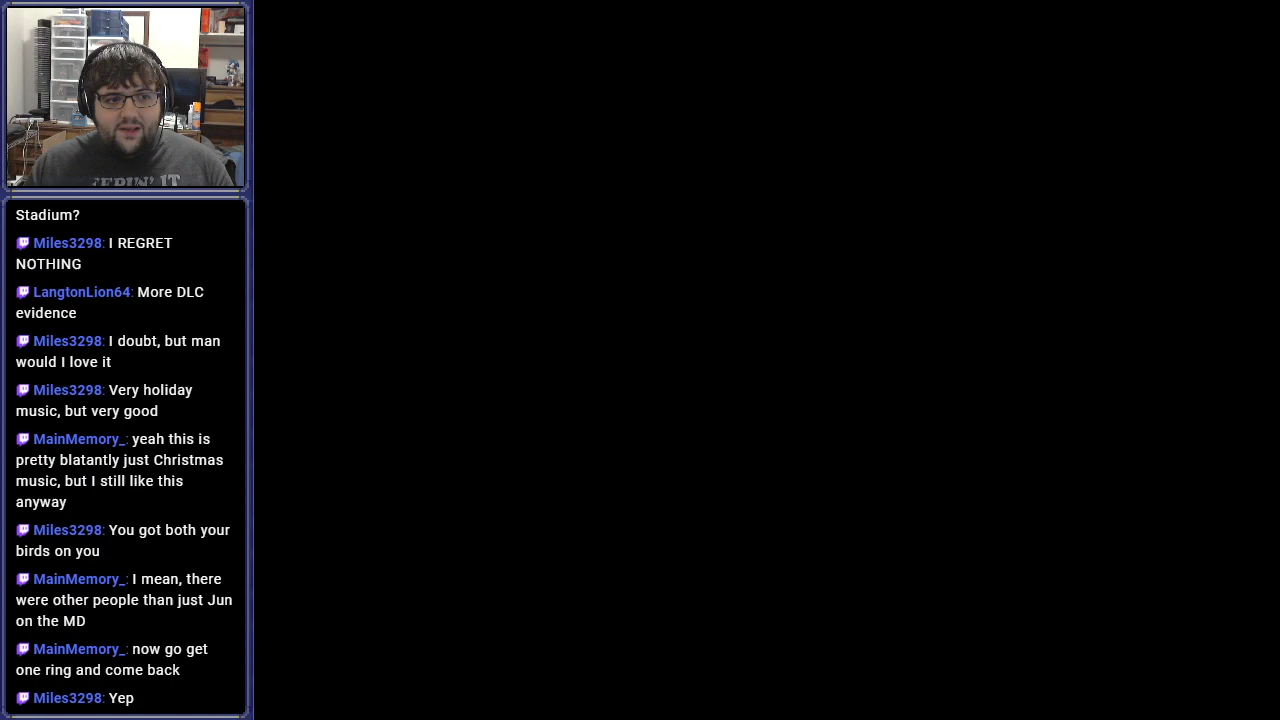 EEPIN' IT
Stadium?
Miles3298: I REGRET
NOTHING
LangtonLion64: More DLC
evidence
Miles3298: I doubt, but man
would I love it
Miles3298: Very holiday
music, but very good
MainMemory_: yeah this is
pretty blatantly just Christmas
music, but I still like this
anyway
Miles3298: You got both your
birds on you
MainMemory_: I mean, there
were other people than just Jun
on the MD
MainMemory_: now go get
one ring and come back
Miles3298: Yep